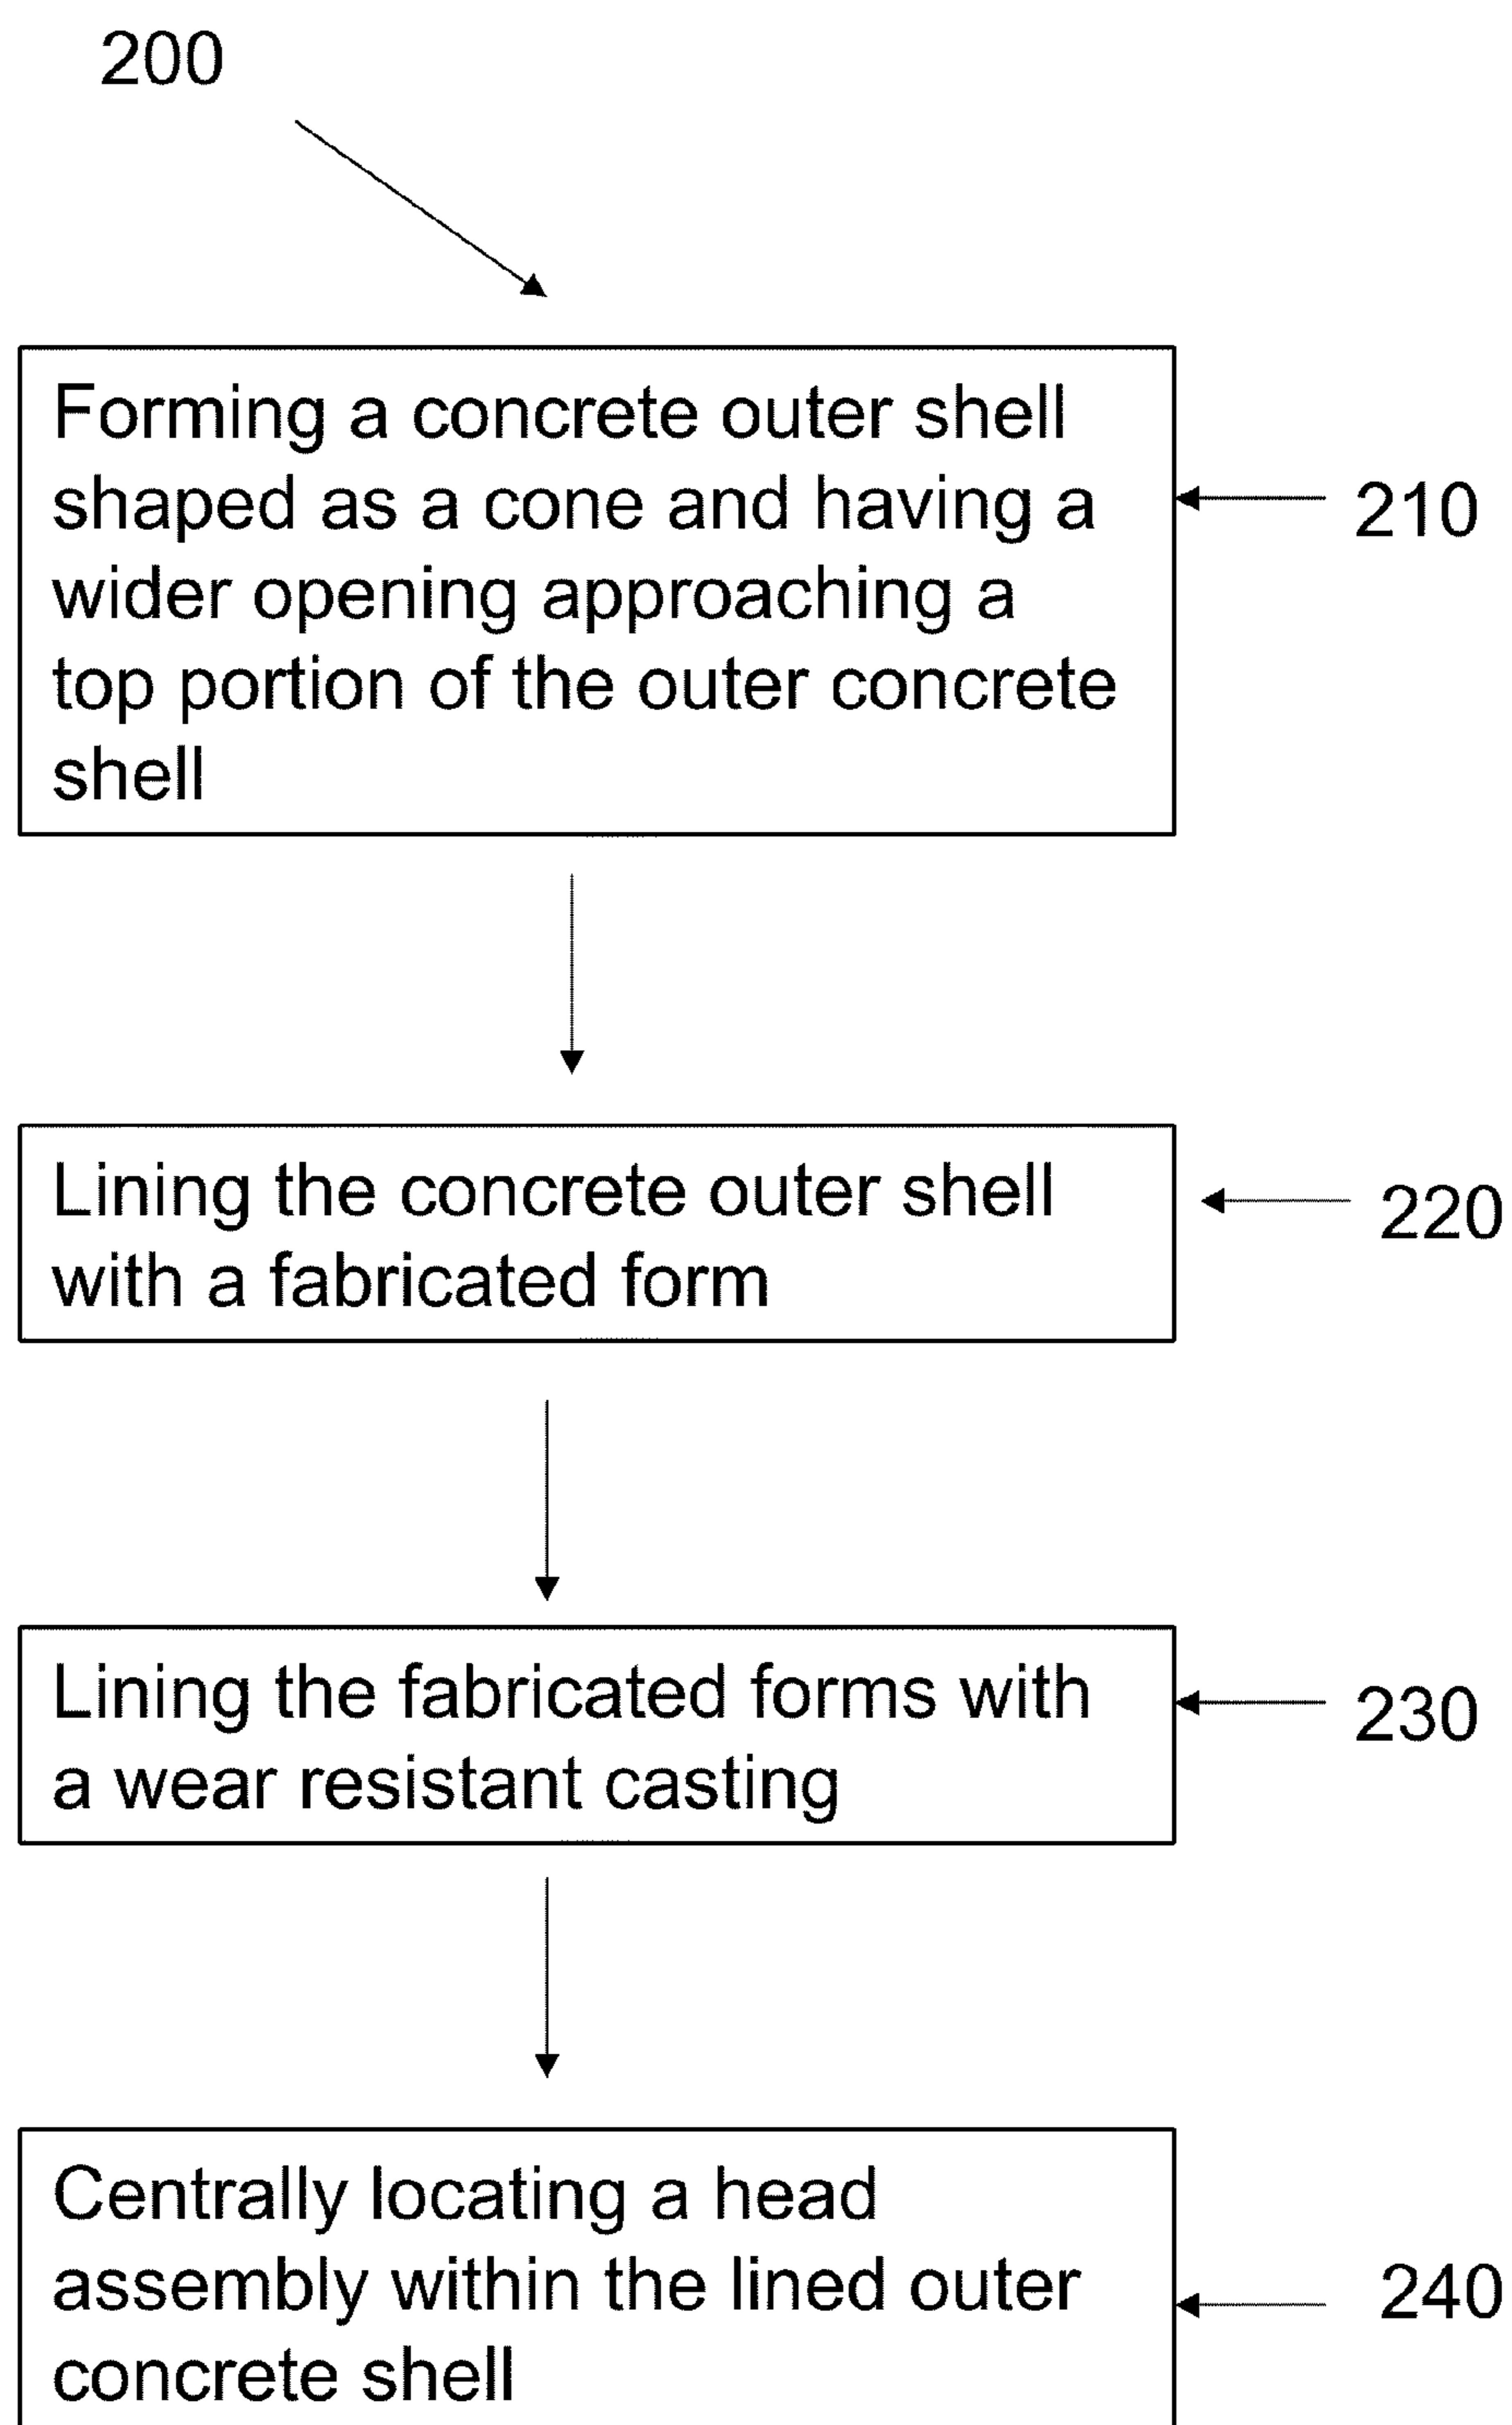 200
Forming a concrete outer shell
shaped as a cone and having a
wider opening approaching a
top portion of the outer concrete
shell
210
Lining the concrete outer shell
with a fabricated form
220
Lining the fabricated forms with
a wear resistant casting
230
Centrally locating a head
assembly within the lined outer
concrete shell
240